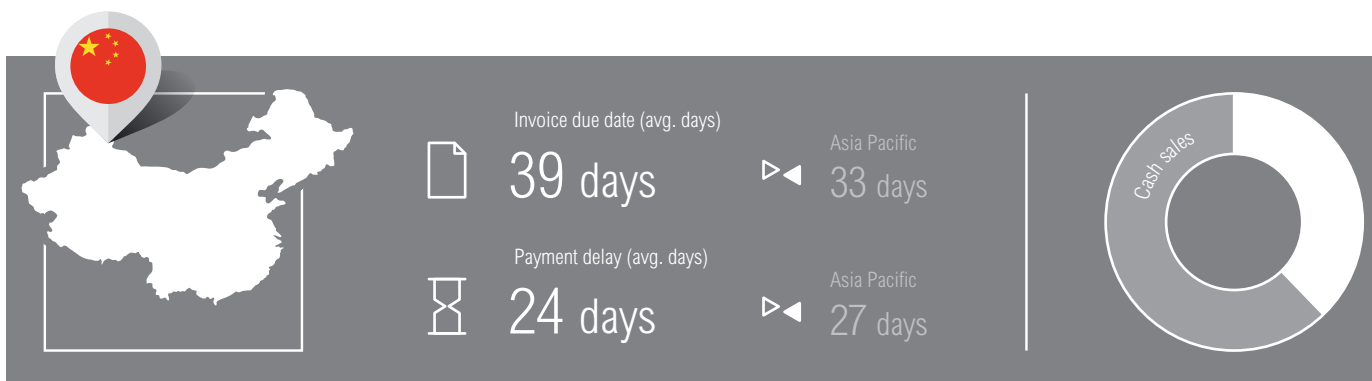 Invoice due date (avg. days)
39 days
Asia Pacific
33 days
Payment delay (avg. days)
24 days
Asia Pacific
27 days
Cash sales